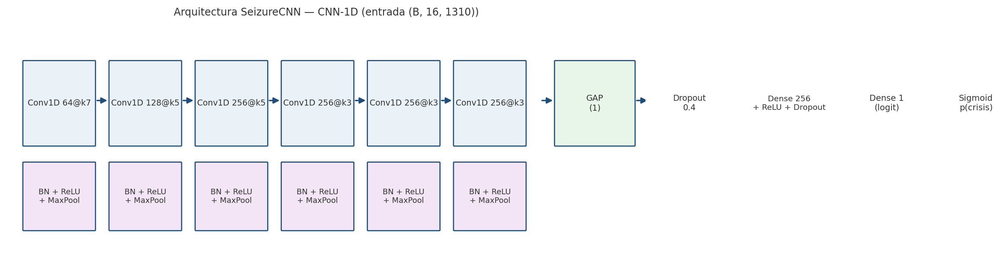 Arquitectura SeizureCNN — CNN-1D (entrada (B, 16, 1310))
Conv1D 64@k7
Conv1D 128@k5
Conv1D 256@k5
Conv1D 256@k3
Conv1D 256@k3
Conv1D 256@k3
GAP
(1)
Dropout
0.4
Dense 256
+ ReLU + Dropout
Dense 1
(logit)
Sigmoid
p(crisis)
BN + ReLU
+ MaxPool
BN + ReLU
+ MaxPool
BN + ReLU
+ MaxPool
BN + ReLU
+ MaxPool
BN + ReLU
+ MaxPool
BN + ReLU
+ MaxPool